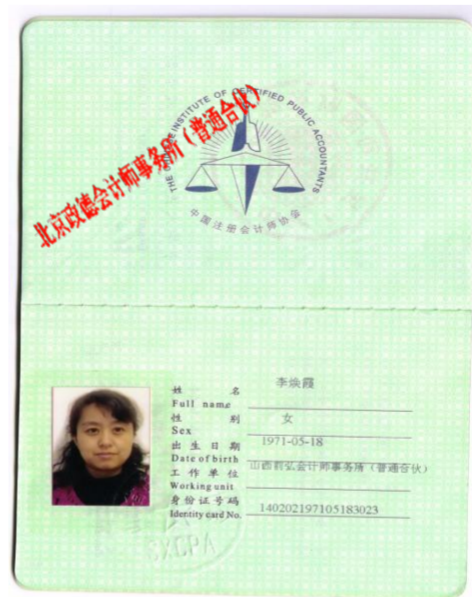 THE CHINESE INSTITUTE OF CERTIFIED PUBLIC ACCOUNTANTS
北京政德会计师事务所（普通合伙）
中国注册会计师协会
姓 名 李焕霞
Full name
性 别 女
Sex
出生日期 1971-05-18
Date of birth
工作单位 山西前弘会计师事务所（普通合伙）
Working unit
身份证号码 140202197105183023
Identity card No.
SXCPA